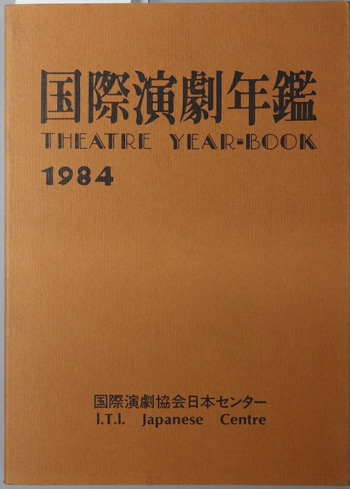 国際演劇年鑑
THEATRE YEAR-BOOK
1984
国際演劇協会日本センター
I.T.I. Japanese Centre